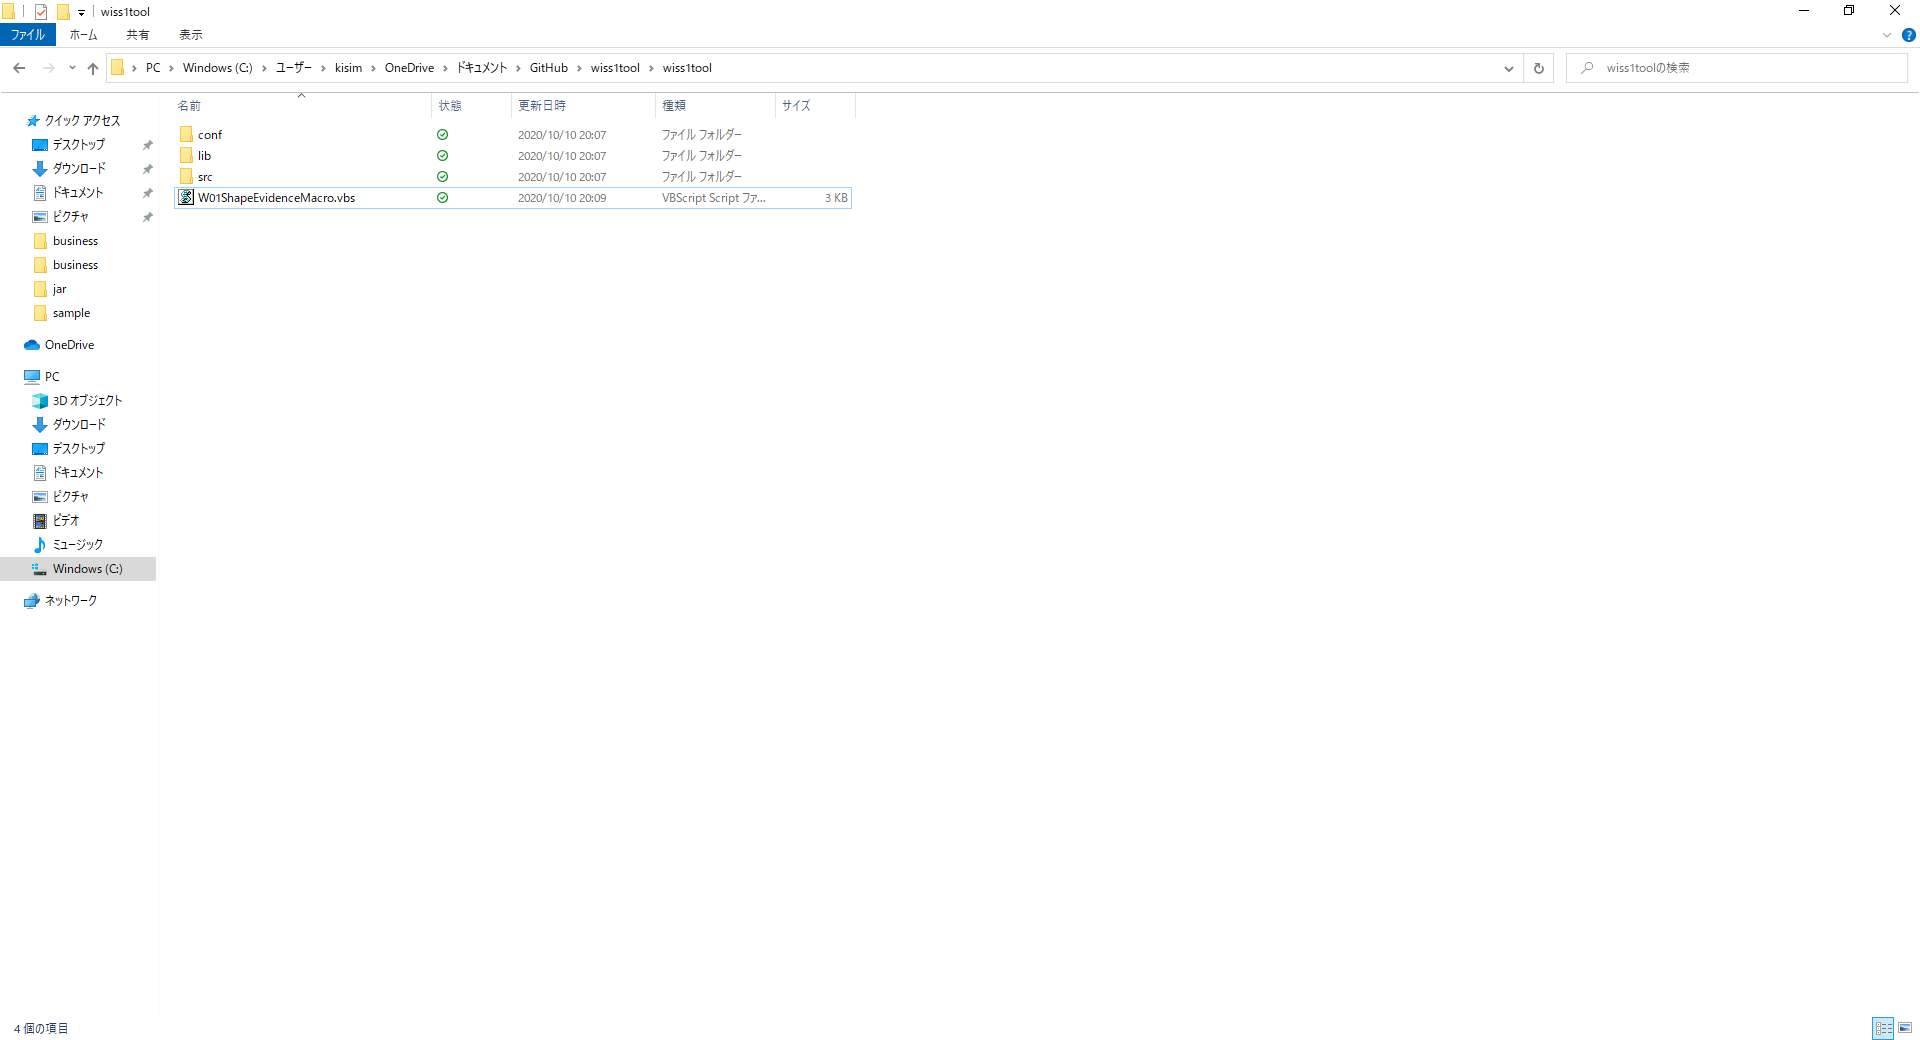 wiss1tool
ファイル ホーム 共有 表示
PC Windows (C:) ユーザー kisim OneDrive ドキュメント GitHub wiss1tool wiss1tool
wiss1toolの検索
名前 状態 更新日時 種類 サイズ
conf 2020/10/10 20:07 ファイル フォルダー
lib 2020/10/10 20:07 ファイル フォルダー
src 2020/10/10 20:07 ファイル フォルダー
W01ShapeEvidenceMacro.vbs 2020/10/10 20:09 VBScript Script ファ... 3 KB
クイック アクセス
デスクトップ
ダウンロード
ドキュメント
ピクチャ
business
business
jar
sample
OneDrive
PC
3D オブジェクト
ダウンロード
デスクトップ
ドキュメント
ピクチャ
ビデオ
ミュージック
Windows (C:)
ネットワーク
4 個の項目